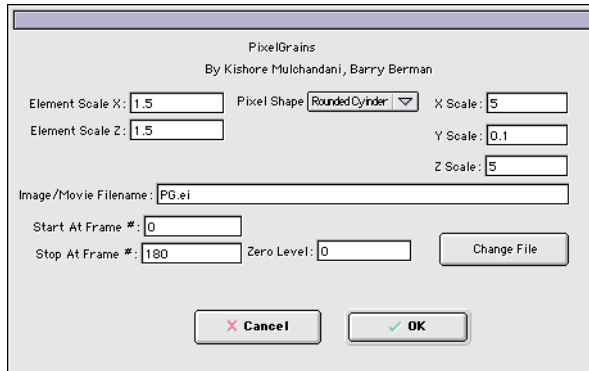 PixelGrains
By Kishore Mulchandani, Barry Berman
Element Scale X: 1.5 Pixel Shape Rounded Cyinder X Scale: 5
Element Scale Z: 1.5 Y Scale: 0.1
Z Scale: 5
Image/Movie Filename: PG.ei
Start At Frame #: 0
Stop At Frame #: 180 Zero Level: 0 Change File
Cancel OK